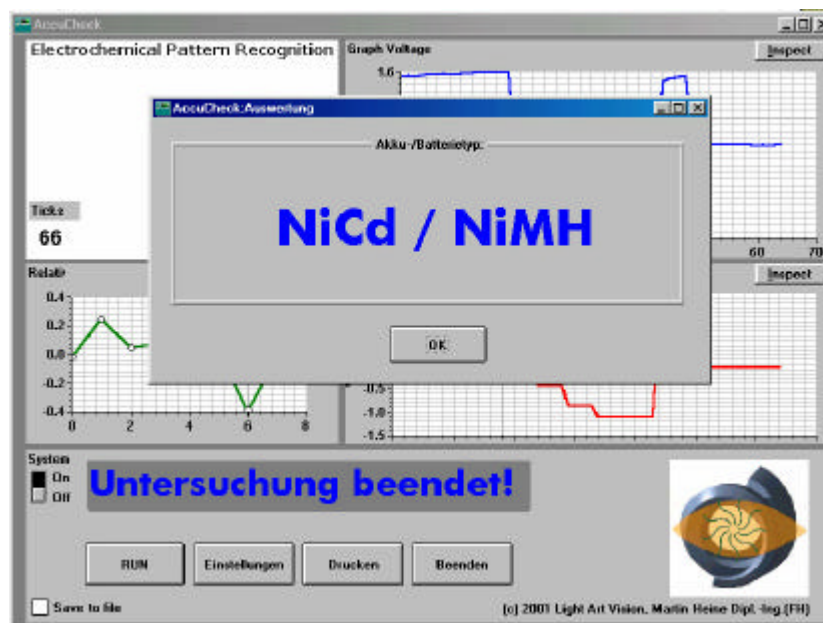 AccuCheck
Electrochemical Pattern Recognition
Graph Voltage
Inspect
1.6
AccuCheck:Auswertung
Akku-/Batterietyp:
NiCd / NiMH
OK
Ticks
66
60 70
Relativ
Inspect
0.4
0.2
0.0
-0.2
-0.4
0 2 4 6 8
-0.5
-1.0
-1.5
System
On
Off
Untersuchung beendet!
RUN Einstellungen Drucken Beenden
Save to file
(c) 2001 Light Art Vision, Martin Heine Dipl.-Ing.(FH)